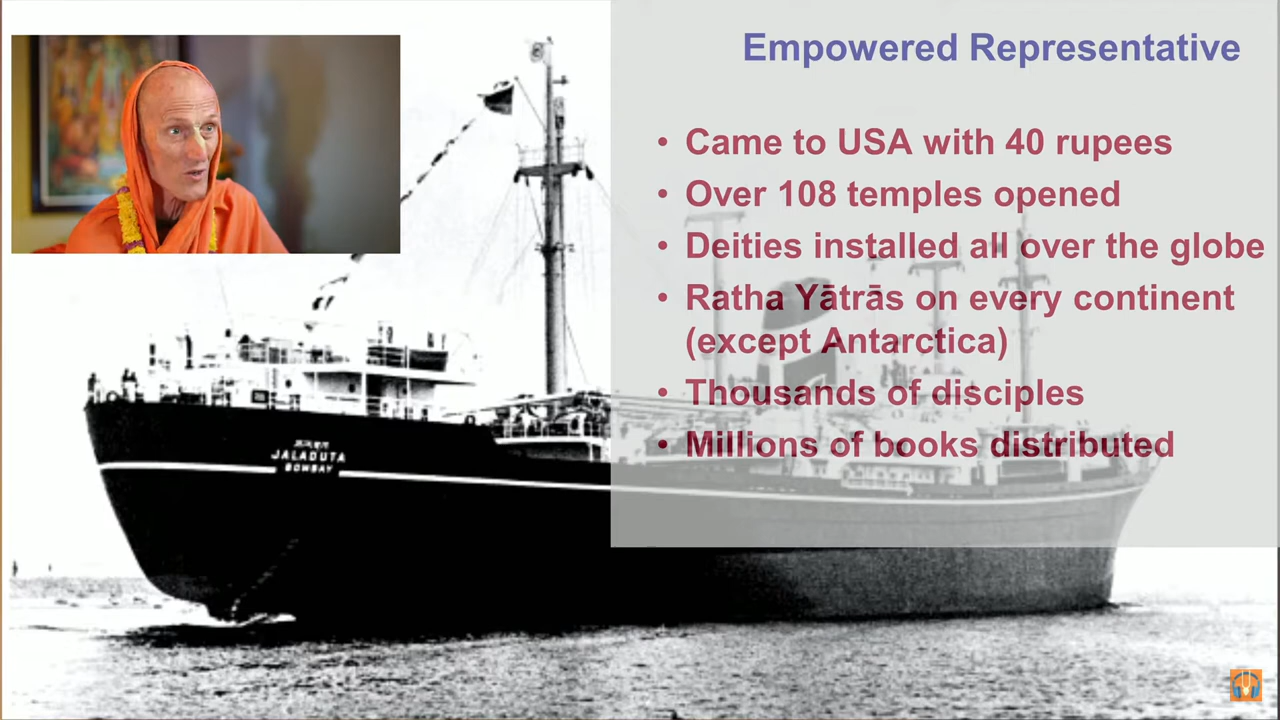 Empowered Representative
• Came to USA with 40 rupees
• Over 108 temples opened
• Deities installed all over the globe
• Ratha Yātrās on every continent
(except Antarctica)
• Thousands of disciples
• Millions of books distributed
JALADUTA
BOMBAY